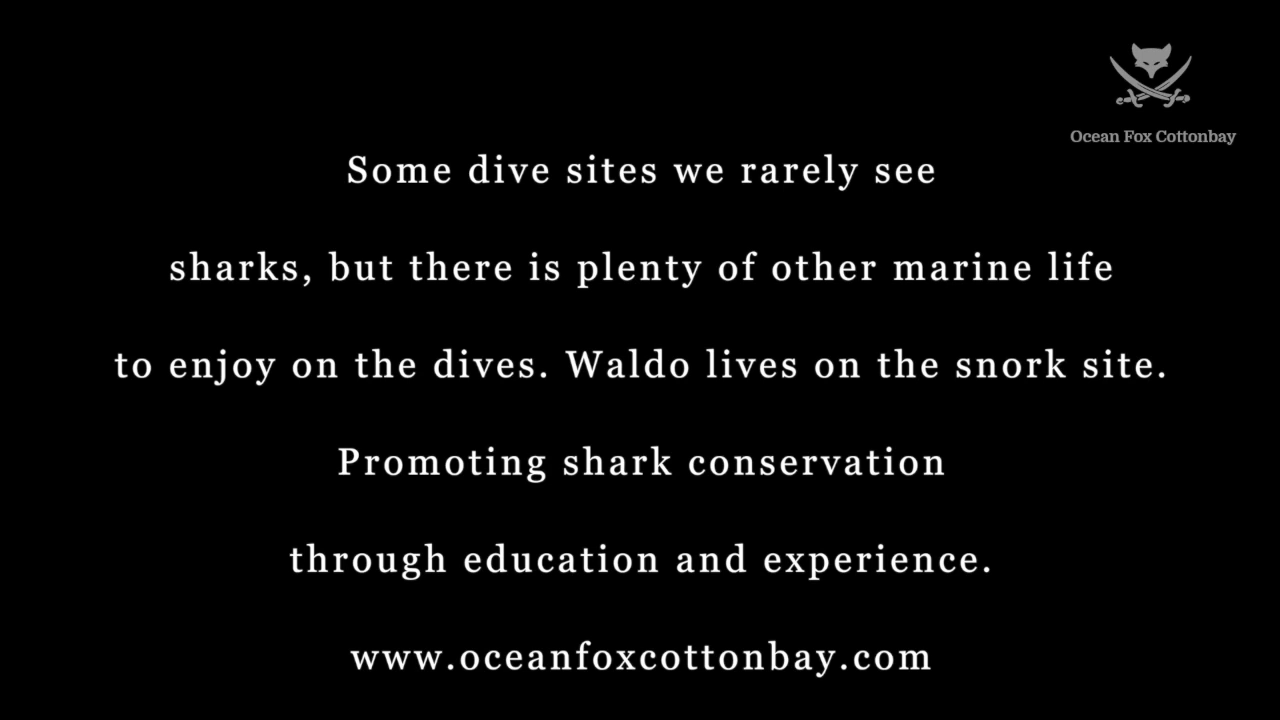 Ocean Fox Cottonbay
Some dive sites we rarely see
sharks, but there is plenty of other marine life
to enjoy on the dives. Waldo lives on the snork site.
Promoting shark conservation
through education and experience.
www.oceanfoxcottonbay.com